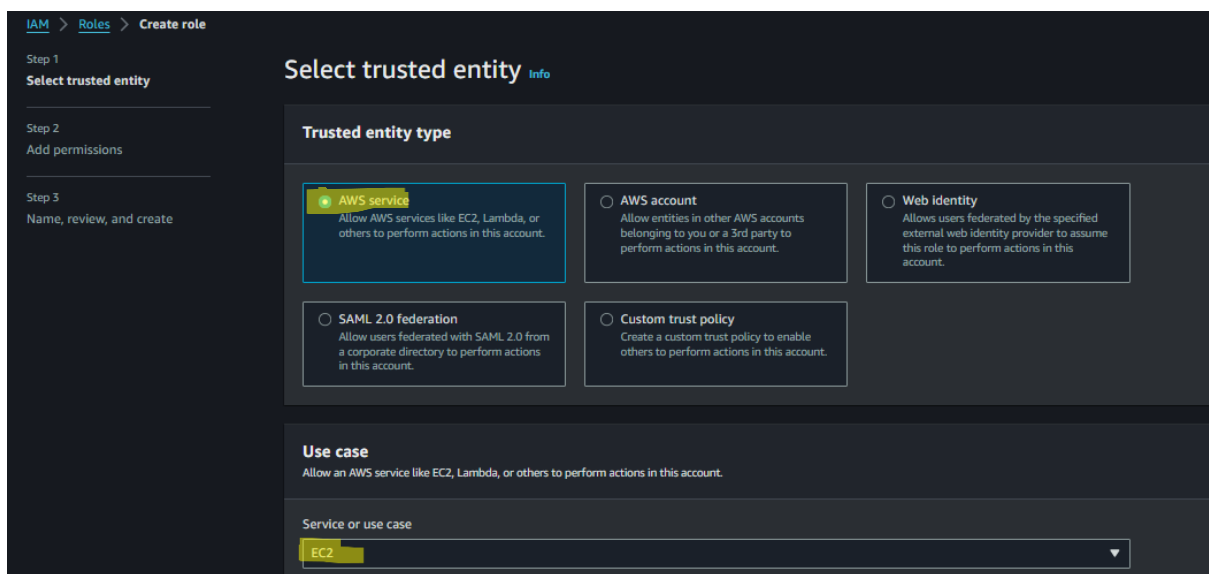 IAM > Roles > Create role
Step 1
Select trusted entity
Step 2
Add permissions
Step 3
Name, review, and create
Select trusted entity Info
Trusted entity type
AWS service
Allow AWS services like EC2, Lambda, or
others to perform actions in this account.
AWS account
Allow entities in other AWS accounts
belonging to you or a 3rd party to
perform actions in this account.
Web identity
Allows users federated by the specified
external web identity provider to assume
this role to perform actions in this
account.
SAML 2.0 federation
Allow users federated with SAML 2.0 from
a corporate directory to perform actions
in this account.
Custom trust policy
Create a custom trust policy to enable
others to perform actions in this account.
Use case
Allow an AWS service like EC2, Lambda, or others to perform actions in this account.
Service or use case
EC2